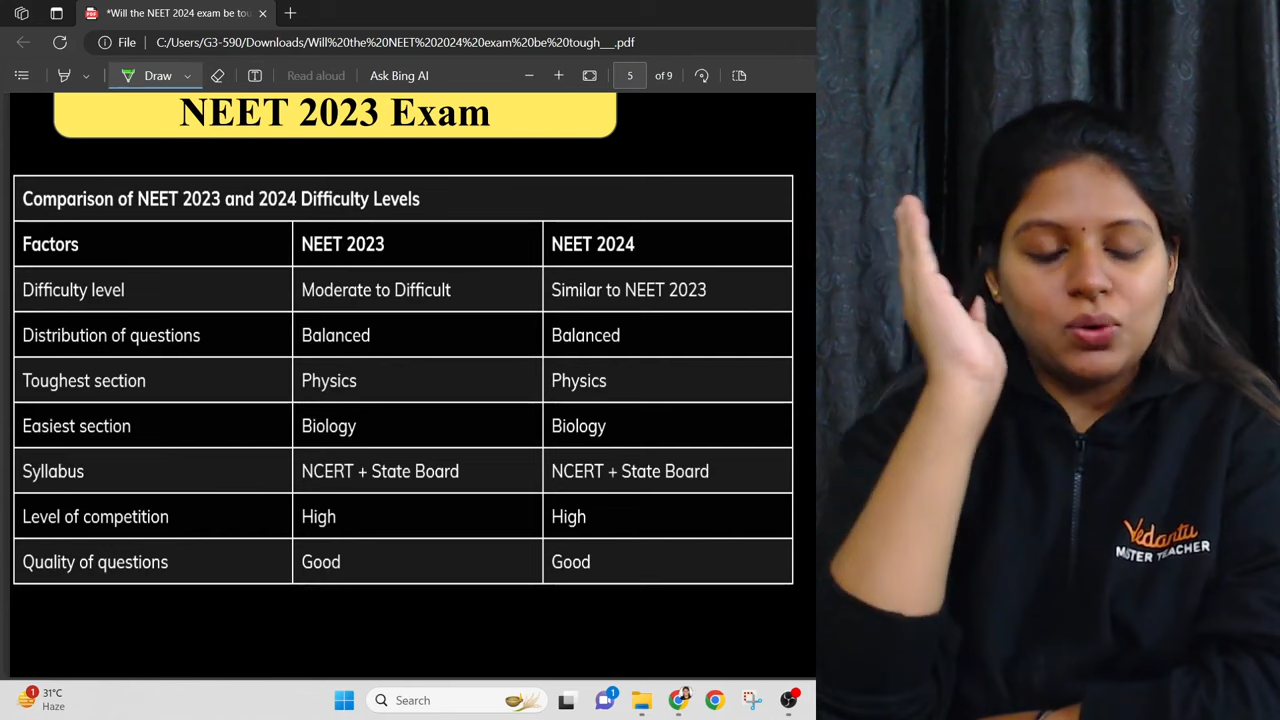 *Will the NEET 2024 exam be tou
File C:/Users/G3-590/Downloads/Will%20the%20NEET%202024%20exam%20be%20tough__.pdf
Draw Read aloud Ask Bing AI 5 of 9
NEET 2023 Exam
Comparison of NEET 2023 and 2024 Difficulty Levels
Factors NEET 2023 NEET 2024
Difficulty level Moderate to Difficult Similar to NEET 2023
Distribution of questions Balanced Balanced
Toughest section Physics Physics
Easiest section Biology Biology
Syllabus NCERT + State Board NCERT + State Board
Level of competition High High
Quality of questions Good Good
Vedantu
MASTER TEACHER
1 31°C
Haze
Search
1